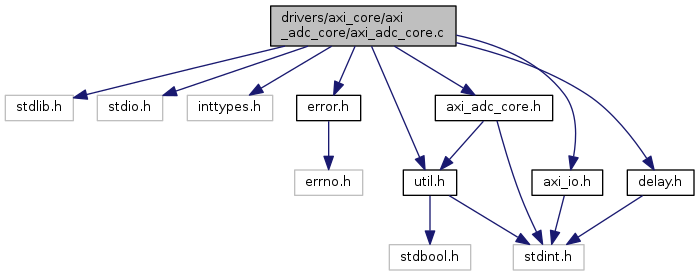 drivers/axi_core/axi
_adc_core/axi_adc_core.c
stdlib.h
stdio.h
inttypes.h
error.h
axi_adc_core.h
errno.h
util.h
axi_io.h
delay.h
stdbool.h
stdint.h